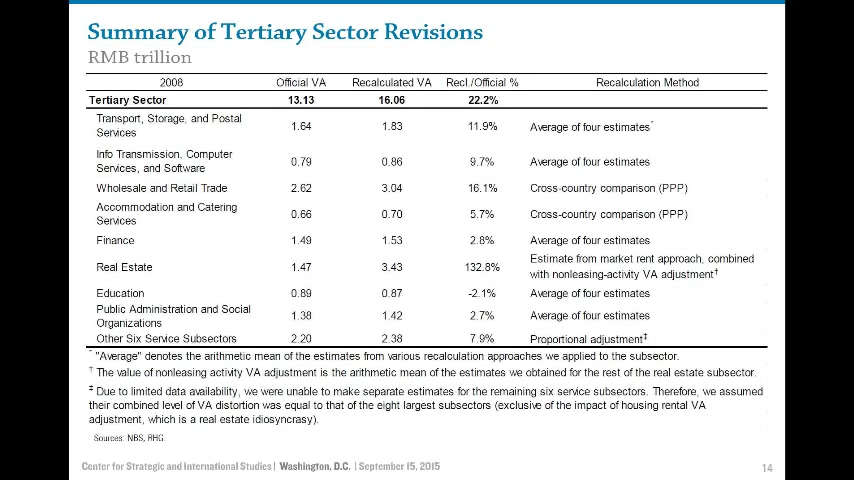 Summary of Tertiary Sector Revisions
RMB trillion
2008 Official VA Recalculated VA Recl./Official % Recalculation Method
Tertiary Sector 13.13 16.06 22.2%
Transport, Storage, and Postal
Services 1.64 1.83 11.9% Average of four estimates*
Info Transmission, Computer
Services, and Software 0.79 0.86 9.7% Average of four estimates
Wholesale and Retail Trade 2.62 3.04 16.1% Cross-country comparison (PPP)
Accommodation and Catering
Services 0.66 0.70 5.7% Cross-country comparison (PPP)
Finance 1.49 1.53 2.8% Average of four estimates
Real Estate 1.47 3.43 132.8% Estimate from market rent approach, combined
with nonleasing-activity VA adjustment†
Education 0.89 0.87 -2.1% Average of four estimates
Public Administration and Social
Organizations 1.38 1.42 2.7% Average of four estimates
Other Six Service Subsectors 2.20 2.38 7.9% Proportional adjustment‡
* "Average" denotes the arithmetic mean of the estimates from various recalculation approaches we applied to the subsector.
† The value of nonleasing activity VA adjustment is the arithmetic mean of the estimates we obtained for the rest of the real estate subsector.
‡ Due to limited data availability, we were unable to make separate estimates for the remaining six service subsectors. Therefore, we assumed
their combined level of VA distortion was equal to that of the eight largest subsectors (exclusive of the impact of housing rental VA
adjustment, which is a real estate idiosyncrasy).
Sources: NBS, RHG.
Center for Strategic and International Studies | Washington, D.C. | September 15, 2015 14